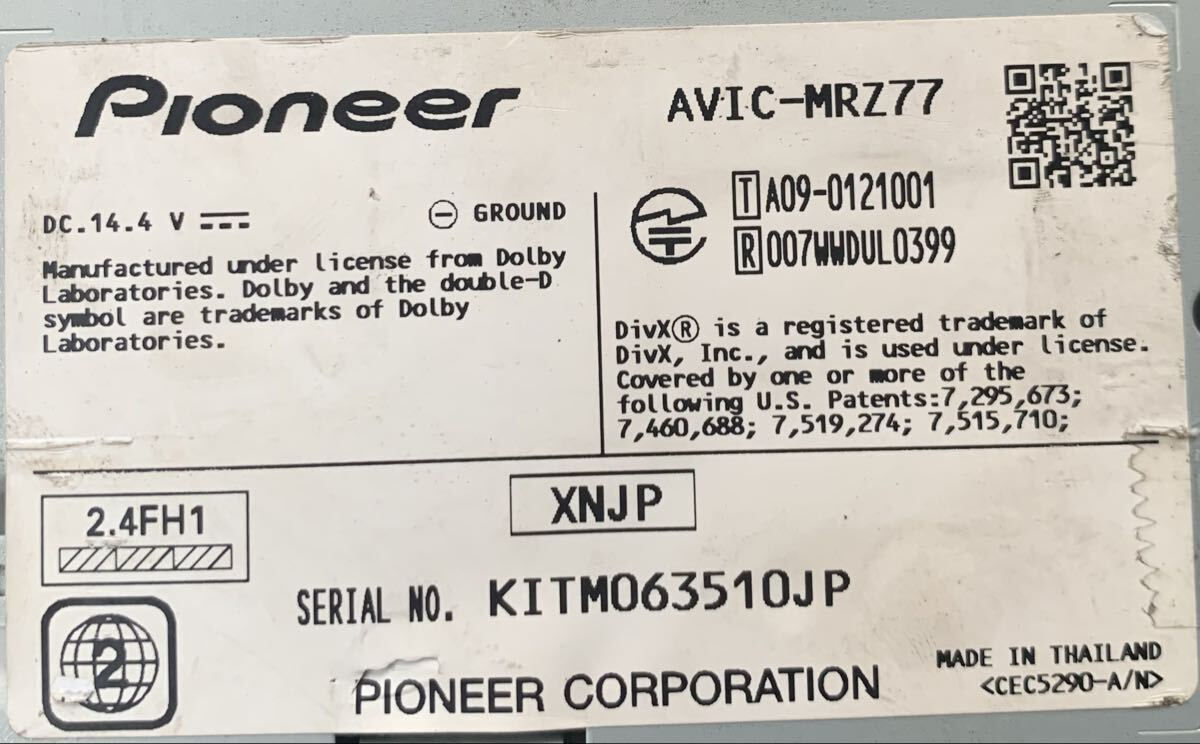 Pioneer
AVIC-MRZ77
DC.14.4 V
⊖ GROUND
Manufactured under license from Dolby
Laboratories. Dolby and the double-D
symbol are trademarks of Dolby
Laboratories.
T A09-0121001
R 007WWDUL0399
DivX® is a registered trademark of
DivX, Inc., and is used under license.
Covered by one or more of the
following U.S. Patents:7,295,673;
7,460,688; 7,519,274; 7,515,710;
2.4FH1
XNJP
SERIAL NO. KITM063510JP
2
PIONEER CORPORATION
MADE IN THAILAND
<CEC5290-A/N>